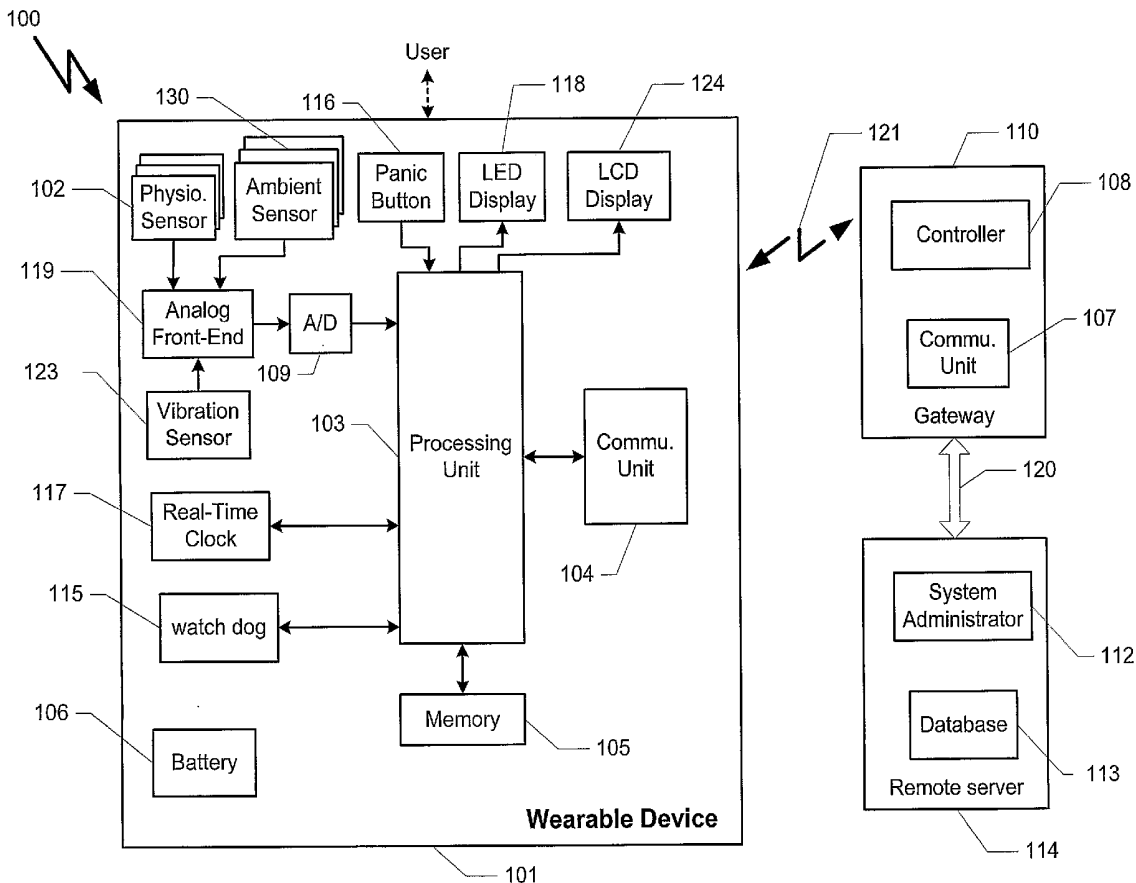 100
User
130
116
118
124
121
110
102
Physio.
Sensor
Ambient
Sensor
Panic
Button
LED
Display
LCD
Display
108
Controller
119
Analog
Front-End
A/D
109
107
Commu.
Unit
Gateway
123
Vibration
Sensor
103
Processing
Unit
Commu.
Unit
104
120
117
Real-Time
Clock
115
watch dog
System
Administrator
112
Memory
105
106
Battery
Database
113
Remote server
114
Wearable Device
101